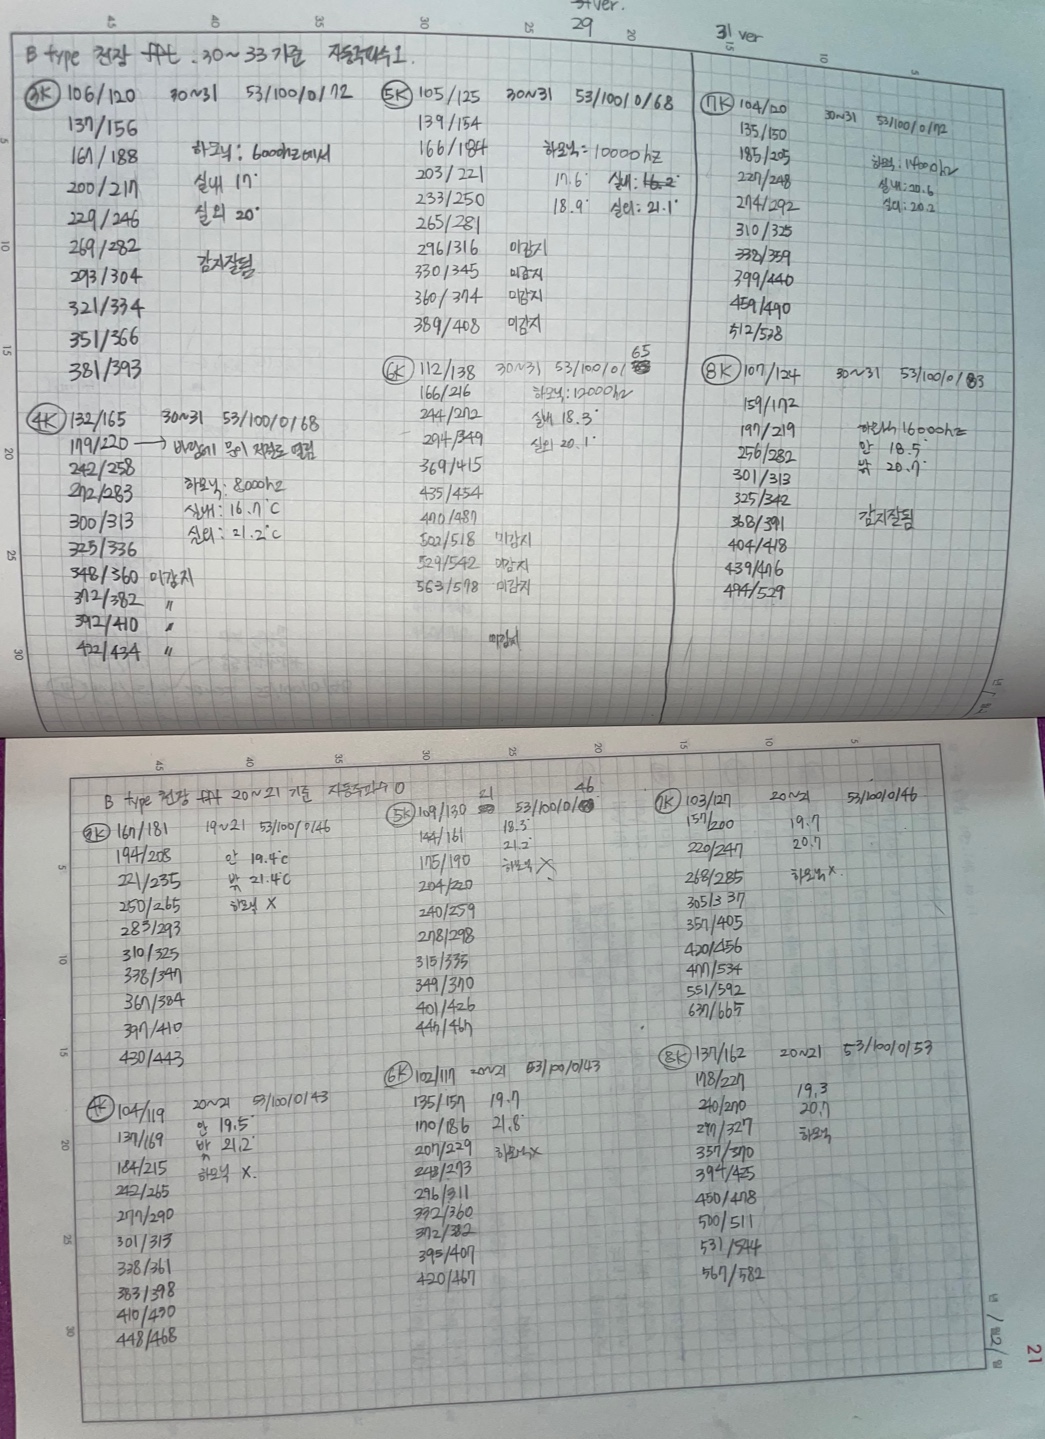 31ver.
29
31 ver
B type 천장 fft : 30~33기준 자동주파수 1.
3K 106/120 30~31 53/100/0/72
137/156
167/188 하모닉: 6000hz에서
200/217 실내 17°
229/246 실외 20°
269/282
293/304 감지잘됨
321/334
351/366
381/393
4K 132/165 30~31 53/100/0/68
179/220 → 바람에 문이 저절로 열림
242/258
272/283 하모닉: 8000hz
300/313 실내: 16.7°C
325/336 실외: 21.2°C
348/360 미감지
372/382 〃
392/410 〃
422/434 〃
5K 105/125 30~31 53/100/0/68
139/154
166/184 하모닉= 10000hz
203/221 17.6° 실내: 16.2°
233/250 18.9° 실외: 21.1°
265/281
296/316 미감지
330/345 미감지
360/374 미감지
389/408 미감지
65
6K 112/138 30~31 53/100/0/
166/216 하모닉: 12000hz
244/272 실내 18.3°
294/349 실외 20.1°
369/415
435/454
470/487
502/518 미감지
529/542 미감지
563/578 미감지
미감지
7K 104/120 30~31 53/100/0/72
135/150
185/205 하모닉: 14000hz
227/248 실내: 20.6
274/292 실외: 20.2
310/325
332/359
399/440
459/490
512/528
8K 107/124 30~31 53/100/0/83
159/172
197/219 하모닉 16000hz
256/282 안 18.5°
301/313 밖 20.7°
325/342
368/391 감지잘됨
404/418
439/476
494/529
B type 천장 fft 20~21 기준 자동주파수 0
3K 167/181 19~21 53/100/0/46
194/208 안 19.4°C
221/235 밖 21.4C
250/265 하모닉 X
283/293
310/325
338/347
367/384
397/410
430/443
4K 104/119 20~21 53/100/0/43
137/169 안 19.5°
184/215 밖 21.2°
242/265 하모닉 X.
277/290
301/313
328/361
383/398
410/430
448/468
21 46
5K 109/130 53/100/0/
144/161 18.5°
175/190 21.2°
204/220 하모닉 X
240/259
278/298
315/335
349/370
401/426
447/467
6K 102/117 20~21 53/100/0/43
135/157 19.7
170/186 21.8°
207/229 하모닉X
248/273
296/311
332/360
372/382
395/407
420/467
7K 103/127 20~21 53/100/0/46
157/200 19.7
220/247 20.7
268/285 하모닉X.
305/337
357/405
420/456
477/534
551/592
637/665
8K 137/162 20~21 53/100/0/53
178/227 19.3
240/270 20.7
297/327 하모닉
357/370
394/425
450/478
500/511
531/544
567/582
21